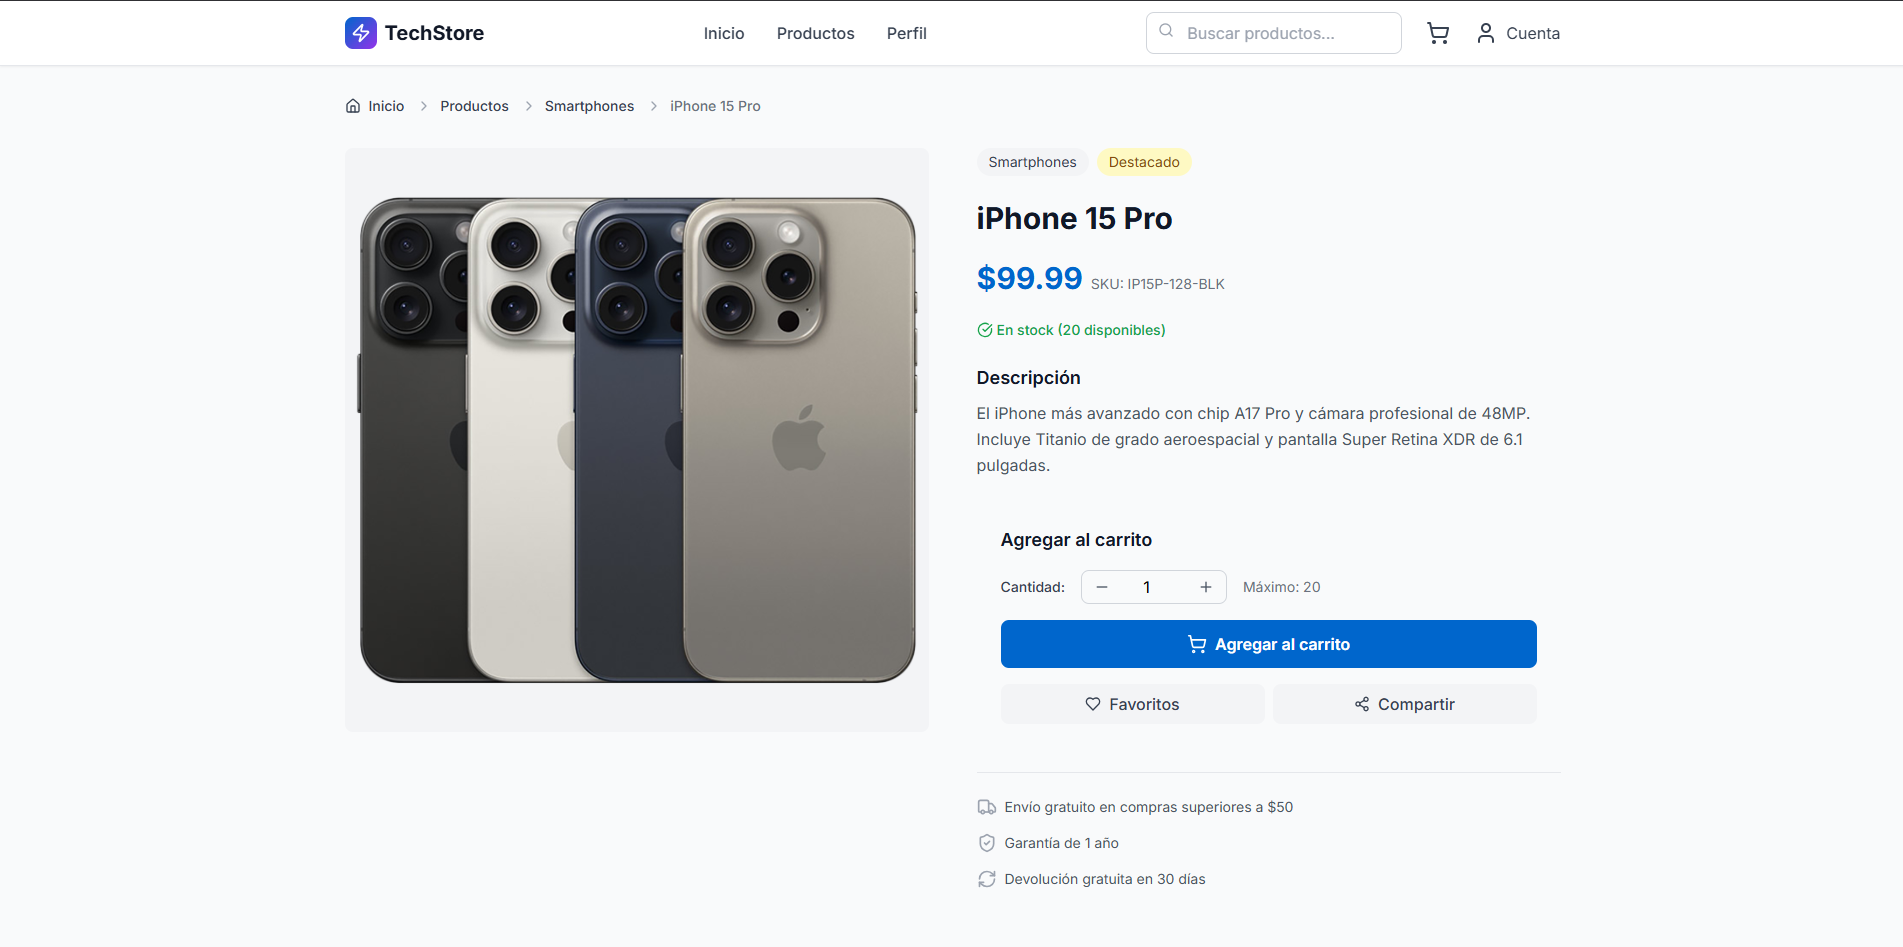 TechStore
Inicio
Productos
Perfil
Buscar productos...
Cuenta
Inicio
Productos
Smartphones
iPhone 15 Pro
Smartphones
Destacado
iPhone 15 Pro
$99.99 SKU: IP15P-128-BLK
En stock (20 disponibles)
Descripción
El iPhone más avanzado con chip A17 Pro y cámara profesional de 48MP.
Incluye Titanio de grado aeroespacial y pantalla Super Retina XDR de 6.1
pulgadas.
Agregar al carrito
Cantidad: − 1 + Máximo: 20
Agregar al carrito
Favoritos
Compartir
Envío gratuito en compras superiores a $50
Garantía de 1 año
Devolución gratuita en 30 días